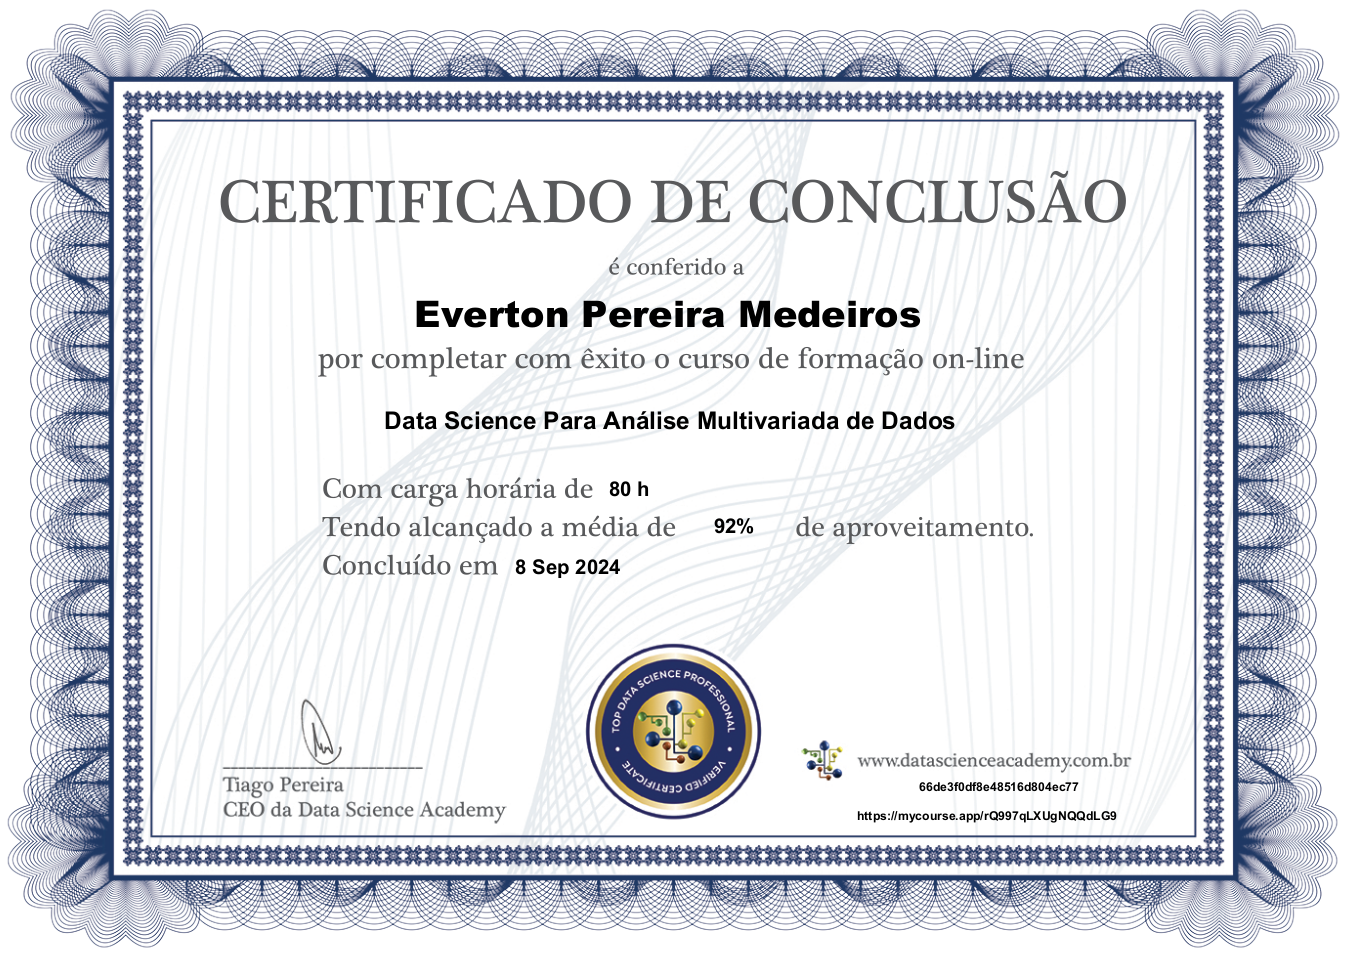 CERTIFICADO DE CONCLUSÃO
é conferido a
Everton Pereira Medeiros
por completar com êxito o curso de formação on-line
Data Science Para Análise Multivariada de Dados
Com carga horária de 80 h
Tendo alcançado a média de 92% de aproveitamento.
Concluído em 8 Sep 2024
TOP DATA SCIENCE PROFESSIONAL
VERIFIED CERTIFICATE
Tiago Pereira
CEO da Data Science Academy
www.datascienceacademy.com.br
66de3f0df8e48516d804ec77
https://mycourse.app/rQ997qLXUgNQQdLG9